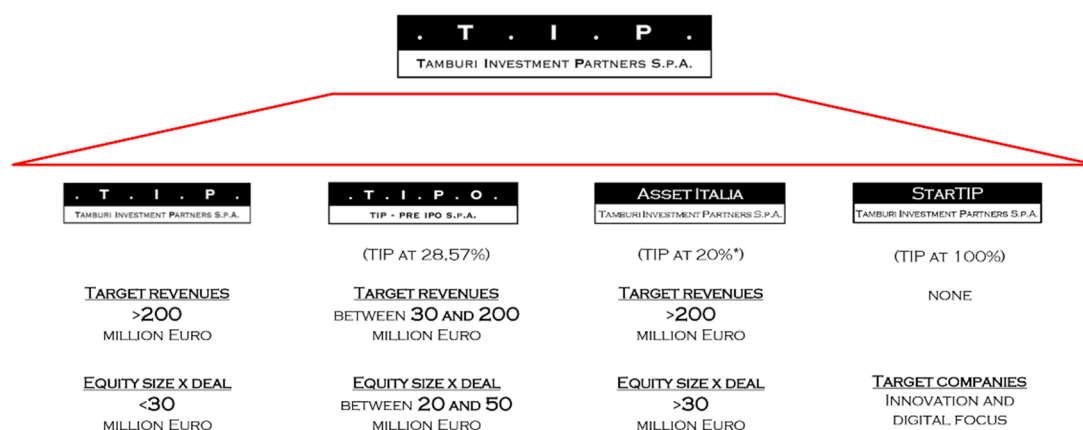 . T . I . P .
TAMBURI INVESTMENT PARTNERS S.P.A.
. T . I . P .
TAMBURI INVESTMENT PARTNERS S.P.A.
(blank)
TARGET REVENUES
>200
MILLION EURO
EQUITY SIZE X DEAL
<30
MILLION EURO
. T . I . P . O .
TIP - PRE IPO S.P.A.
(TIP AT 28,57%)
TARGET REVENUES
BETWEEN 30 AND 200
MILLION EURO
EQUITY SIZE X DEAL
BETWEEN 20 AND 50
MILLION EURO
ASSET ITALIA
TAMBURI INVESTMENT PARTNERS S.P.A.
(TIP AT 20%*)
TARGET REVENUES
>200
MILLION EURO
EQUITY SIZE X DEAL
>30
MILLION EURO
STARTIP
TAMBURI INVESTMENT PARTNERS S.P.A.
(TIP AT 100%)
NONE
TARGET COMPANIES
INNOVATION AND
DIGITAL FOCUS